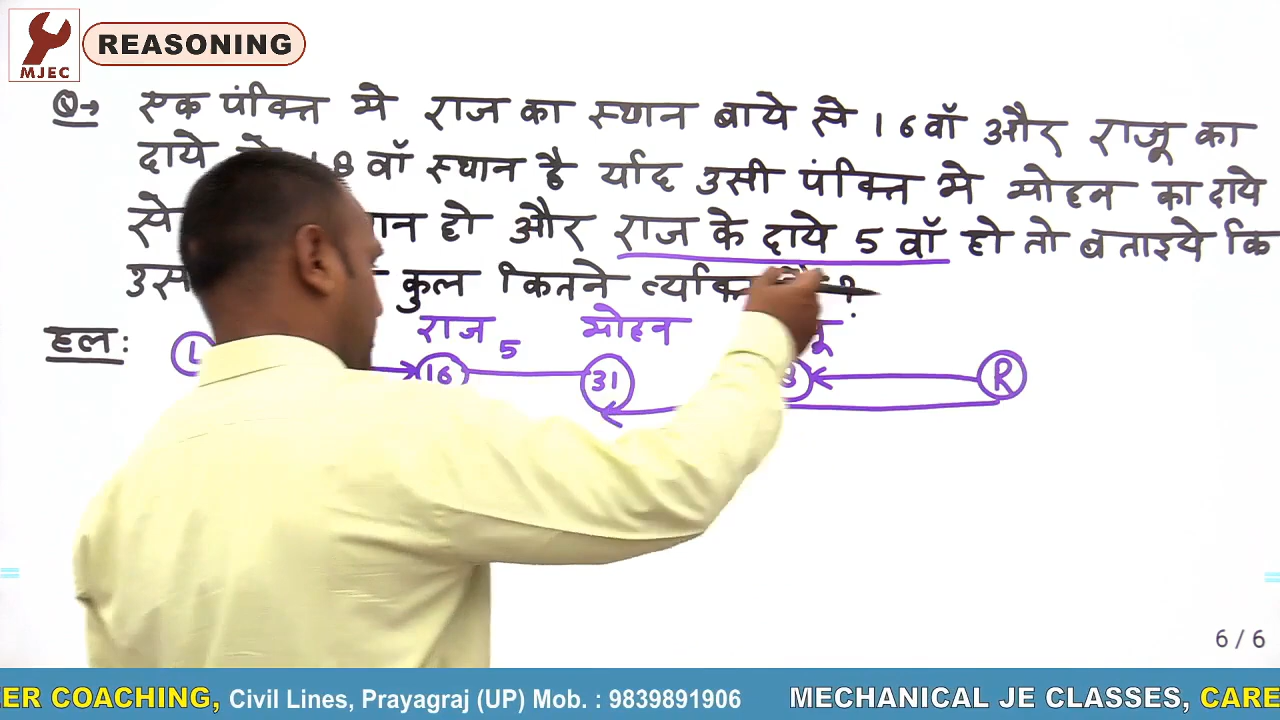 MJEC
REASONING
Q→ एक पंक्ति मे राज का स्थान बाये से 16 वाँ और राजू का
दाये 18 वाँ स्थान है यदि उसी पंक्ति मे मोहन का दाये
से हो और राज के दाये 5 वाँ हो तो बताइये कि
कुल कितने व्यक्ति ?
हल:
राज 5 मोहन
L 16 31 R
6 / 6
ER COACHING, Civil Lines, Prayagraj (UP) Mob. : 9839891906 MECHANICAL JE CLASSES, CARE